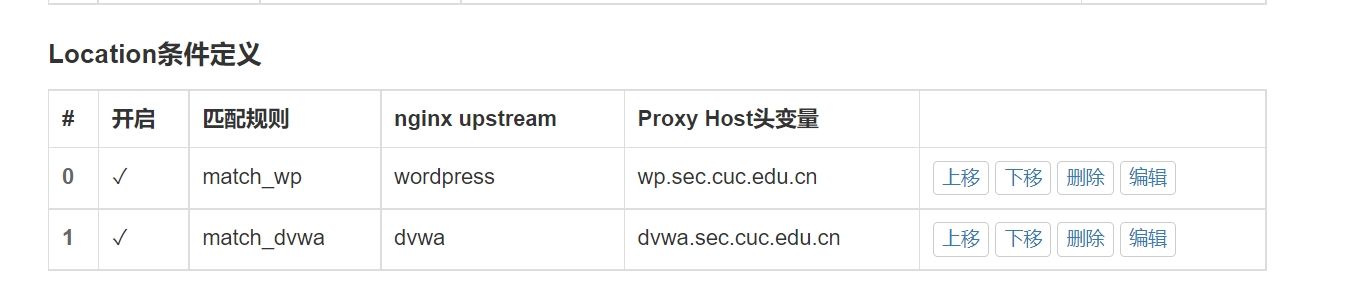 Location条件定义
# 开启 匹配规则 nginx upstream Proxy Host头变量
0 ✓ match_wp wordpress wp.sec.cuc.edu.cn 上移 下移 删除 编辑
1 ✓ match_dvwa dvwa dvwa.sec.cuc.edu.cn 上移 下移 删除 编辑